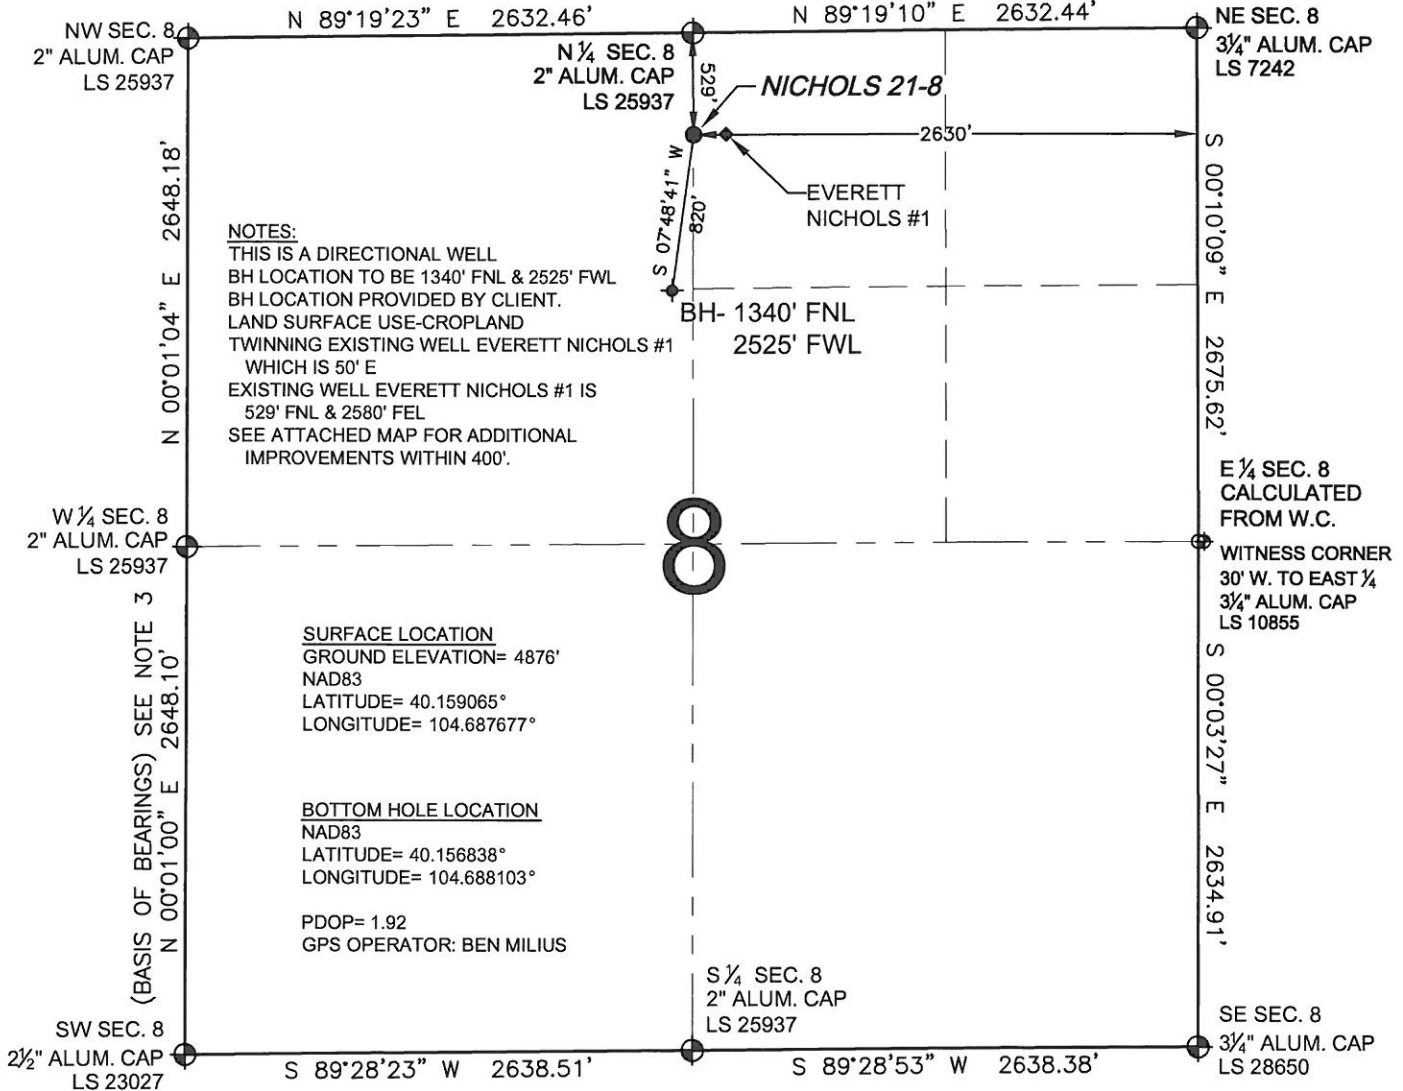 N 89°19'23" E 2632.46'
N 89°19'10" E 2632.44'
NW SEC. 8
2" ALUM. CAP
LS 25937
N ¼ SEC. 8
2" ALUM. CAP
LS 25937
NE SEC. 8
3¼" ALUM. CAP
LS 7242
529'
NICHOLS 21-8
2630'
EVERETT
NICHOLS #1
S 07°48'41" W
820'
BH- 1340' FNL
2525' FWL
N 00°01'04" E 2648.18'
S 00°10'09" E 2675.62'
NOTES:
THIS IS A DIRECTIONAL WELL
BH LOCATION TO BE 1340' FNL & 2525' FWL
BH LOCATION PROVIDED BY CLIENT.
LAND SURFACE USE-CROPLAND
TWINNING EXISTING WELL EVERETT NICHOLS #1
WHICH IS 50' E
EXISTING WELL EVERETT NICHOLS #1 IS
529' FNL & 2580' FEL
SEE ATTACHED MAP FOR ADDITIONAL
IMPROVEMENTS WITHIN 400'.
W ¼ SEC. 8
2" ALUM. CAP
LS 25937
8
E ¼ SEC. 8
CALCULATED
FROM W.C.
WITNESS CORNER
30' W. TO EAST ¼
3¼" ALUM. CAP
LS 10855
(BASIS OF BEARINGS) SEE NOTE 3
N 00°01'00" E 2648.10'
SURFACE LOCATION
GROUND ELEVATION= 4876'
NAD83
LATITUDE= 40.159065°
LONGITUDE= 104.687677°
BOTTOM HOLE LOCATION
NAD83
LATITUDE= 40.156838°
LONGITUDE= 104.688103°
PDOP= 1.92
GPS OPERATOR: BEN MILIUS
S 00°03'27" E 2634.91'
S ¼ SEC. 8
2" ALUM. CAP
LS 25937
SW SEC. 8
2½" ALUM. CAP
LS 23027
SE SEC. 8
3¼" ALUM. CAP
LS 28650
S 89°28'23" W 2638.51'
S 89°28'53" W 2638.38'